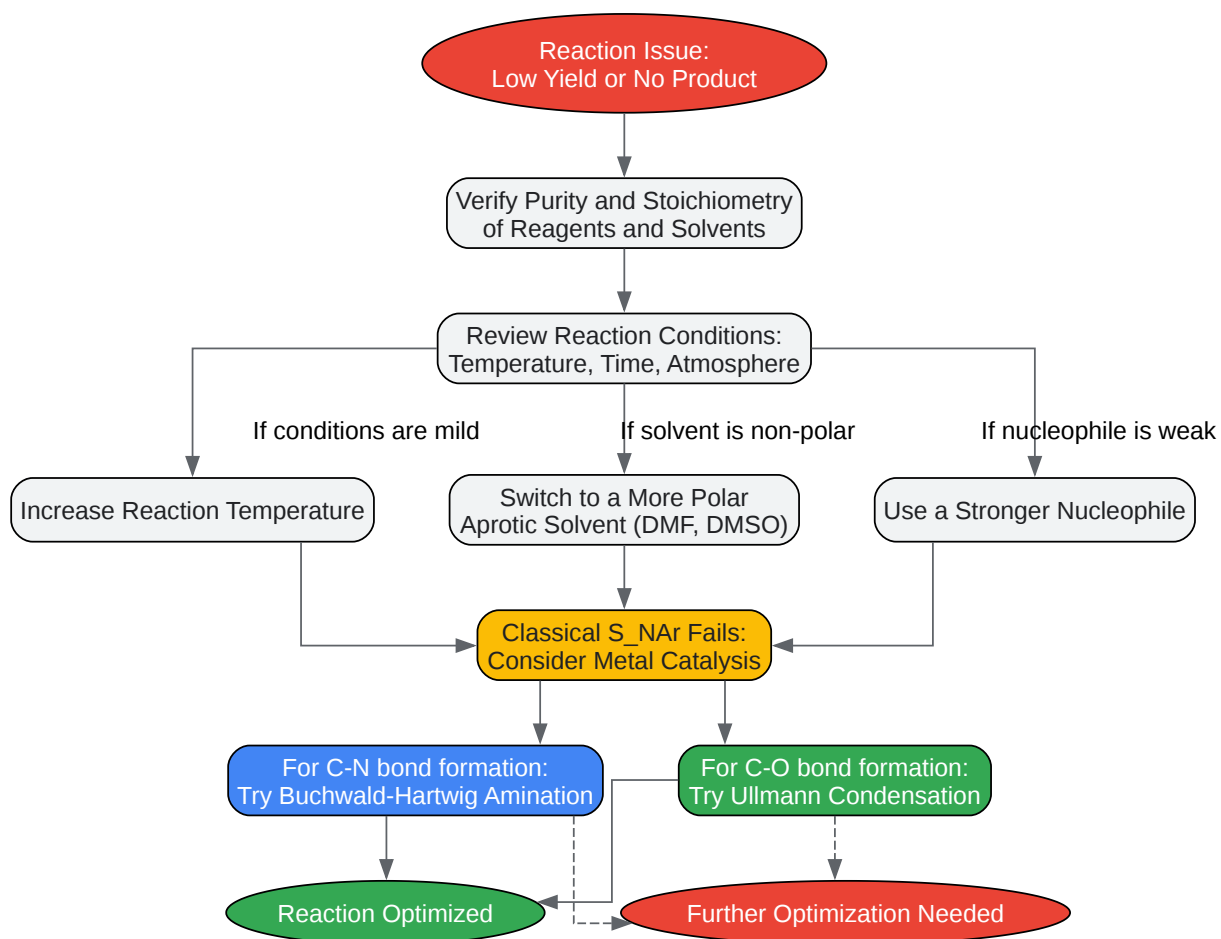 Reaction Issue:
Low Yield or No Product
Verify Purity and Stoichiometry
of Reagents and Solvents
Review Reaction Conditions:
Temperature, Time, Atmosphere
If conditions are mild
If solvent is non-polar
If nucleophile is weak
Increase Reaction Temperature
Switch to a More Polar
Aprotic Solvent (DMF, DMSO)
Use a Stronger Nucleophile
Classical S_NAr Fails:
Consider Metal Catalysis
For C-N bond formation:
Try Buchwald-Hartwig Amination
For C-O bond formation:
Try Ullmann Condensation
Reaction Optimized
Further Optimization Needed